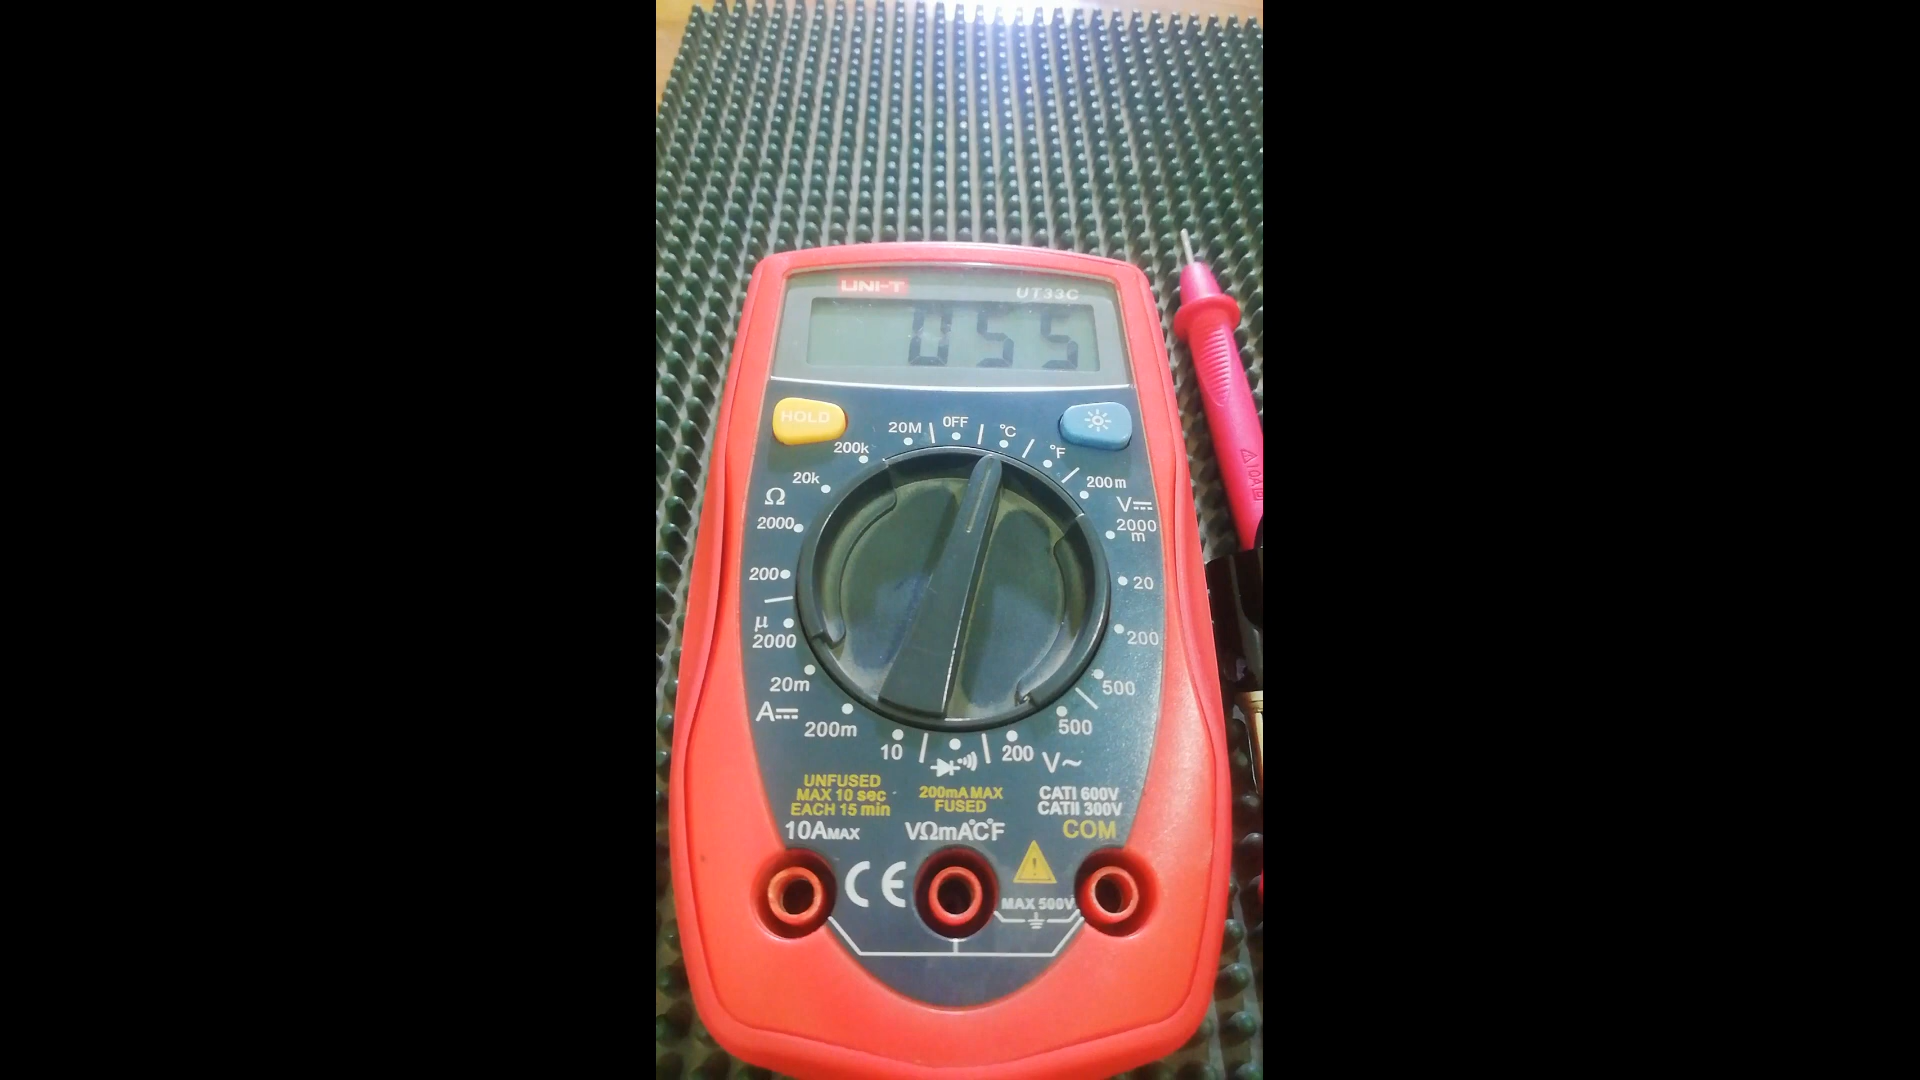 UNI-T UT33C
055
HOLD
20M OFF °C
200k °F
20k 200m
Ω V⎓
2000 2000
m
200 20
μ
2000 200
20m 500
A⎓ 200m 500
10 200 V~
UNFUSED
MAX 10 sec
EACH 15 min
200mA MAX
FUSED
CATI 600V
CATII 300V
10AMAX VΩmA°C°F COM
CE
MAX 500V
⚠10A